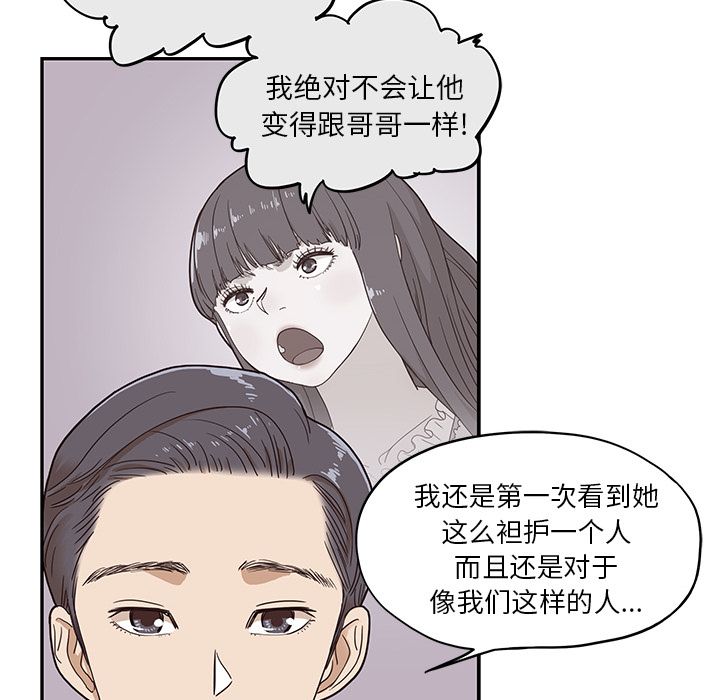 我绝对不会让他
变得跟哥哥一样!
我还是第一次看到她
这么袒护一个人
而且还是对于
像我们这样的人...